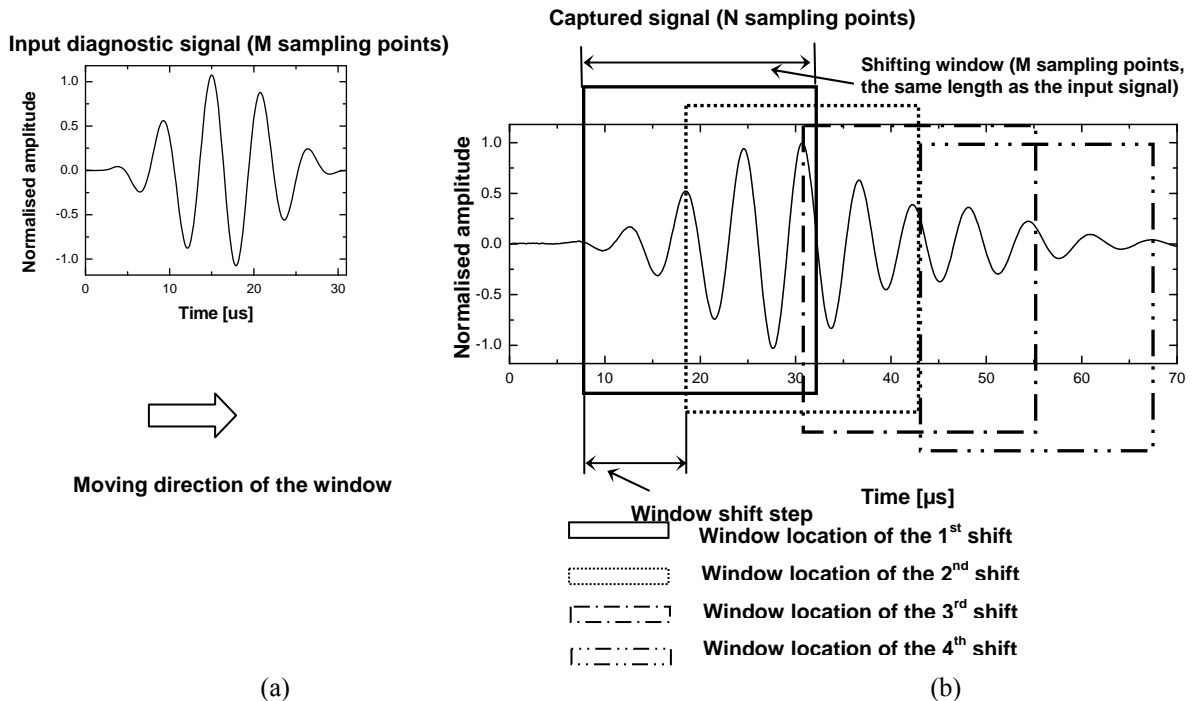 Captured signal (N sampling points)
Input diagnostic signal (M sampling points)
Shifting window (M sampling points,
the same length as the input signal)
1.0
0.5
0.0
-0.5
-1.0
Normalised amplitude
0 10 20 30
Time [us]
1.0
0.5
0.0
-0.5
-1.0
Normalised amplitude
0 10 20 30 40 50 60 70
Time [µs]
Moving direction of the window
Window shift step
Window location of the 1st shift
Window location of the 2nd shift
Window location of the 3rd shift
Window location of the 4th shift
(a) (b)